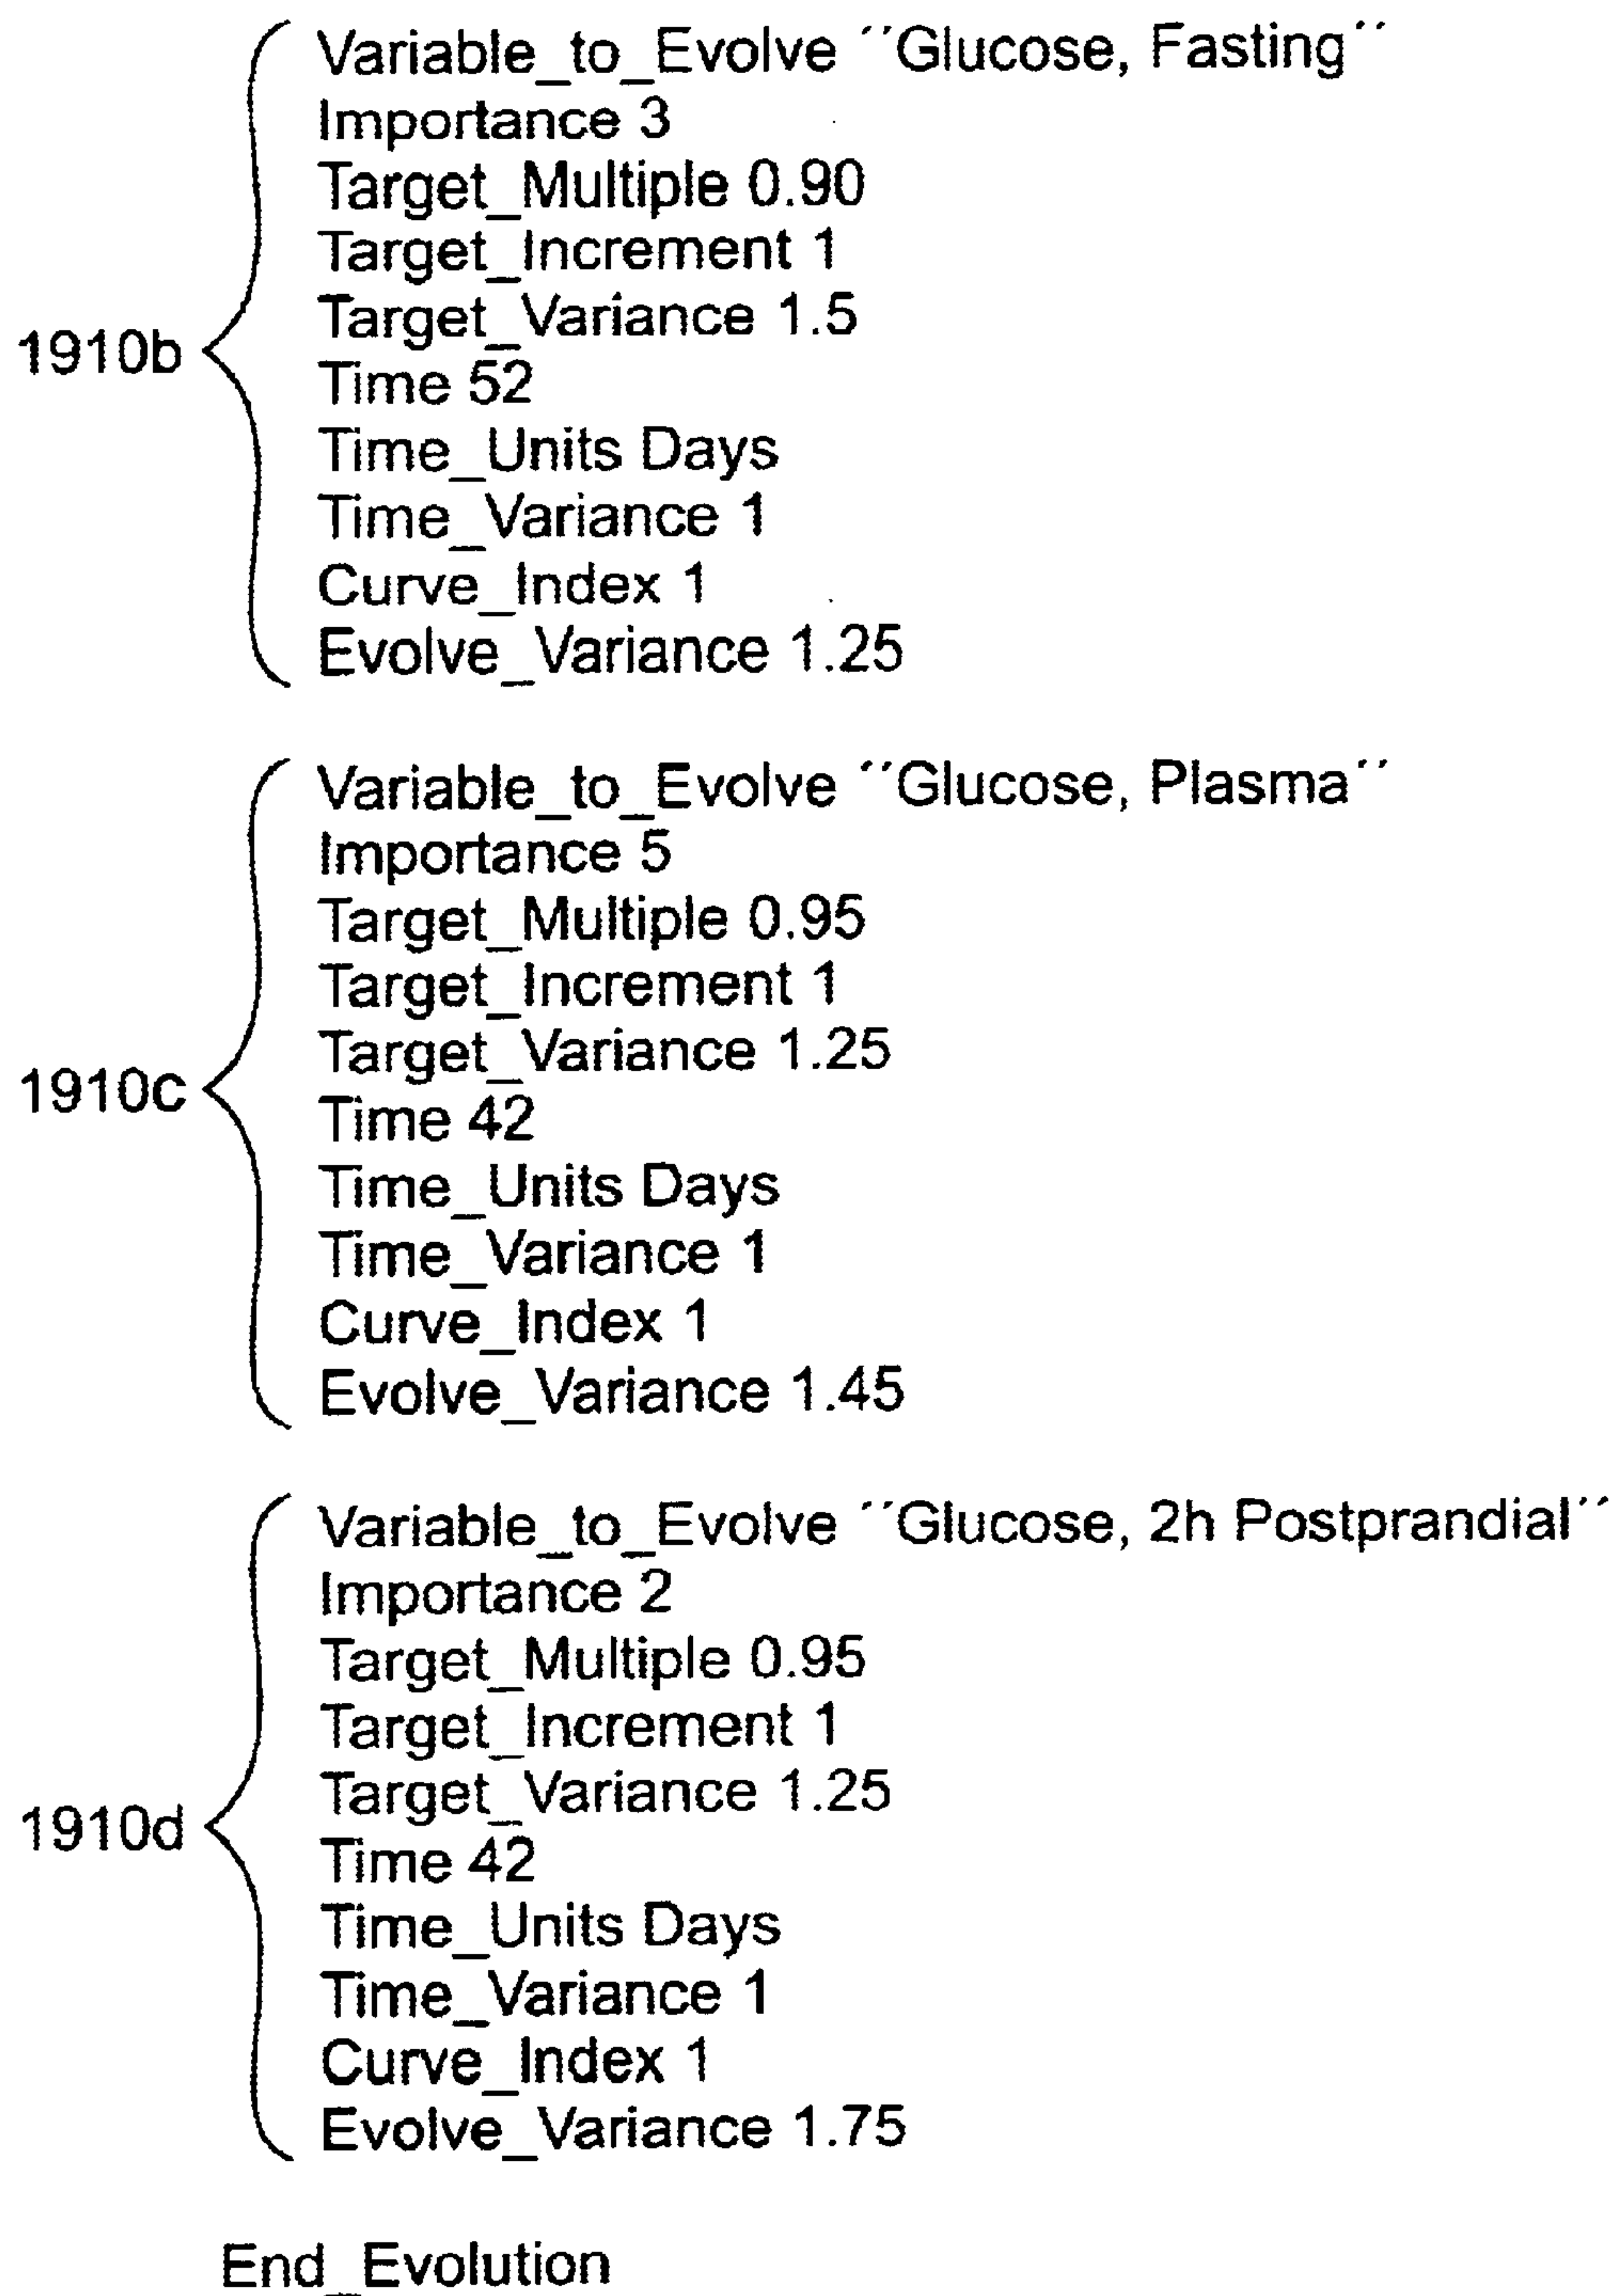 Variable_to_Evolve ´´Glucose, Fasting´´
Importance 3
Target_Multiple 0.90
Target_Increment 1
Target_Variance 1.5
1910b
Time 52
Time_Units Days
Time_Variance 1
Curve_Index 1
Evolve_Variance 1.25
Variable_to_Evolve ´´Glucose, Plasma´´
Importance 5
Target_Multiple 0.95
Target_Increment 1
Target_Variance 1.25
1910c
Time 42
Time_Units Days
Time_Variance 1
Curve_Index 1
Evolve_Variance 1.45
Variable_to_Evolve ´´Glucose, 2h Postprandial´´
Importance 2
Target_Multiple 0.95
Target_Increment 1
Target_Variance 1.25
1910d
Time 42
Time_Units Days
Time_Variance 1
Curve_Index 1
Evolve_Variance 1.75
End_Evolution